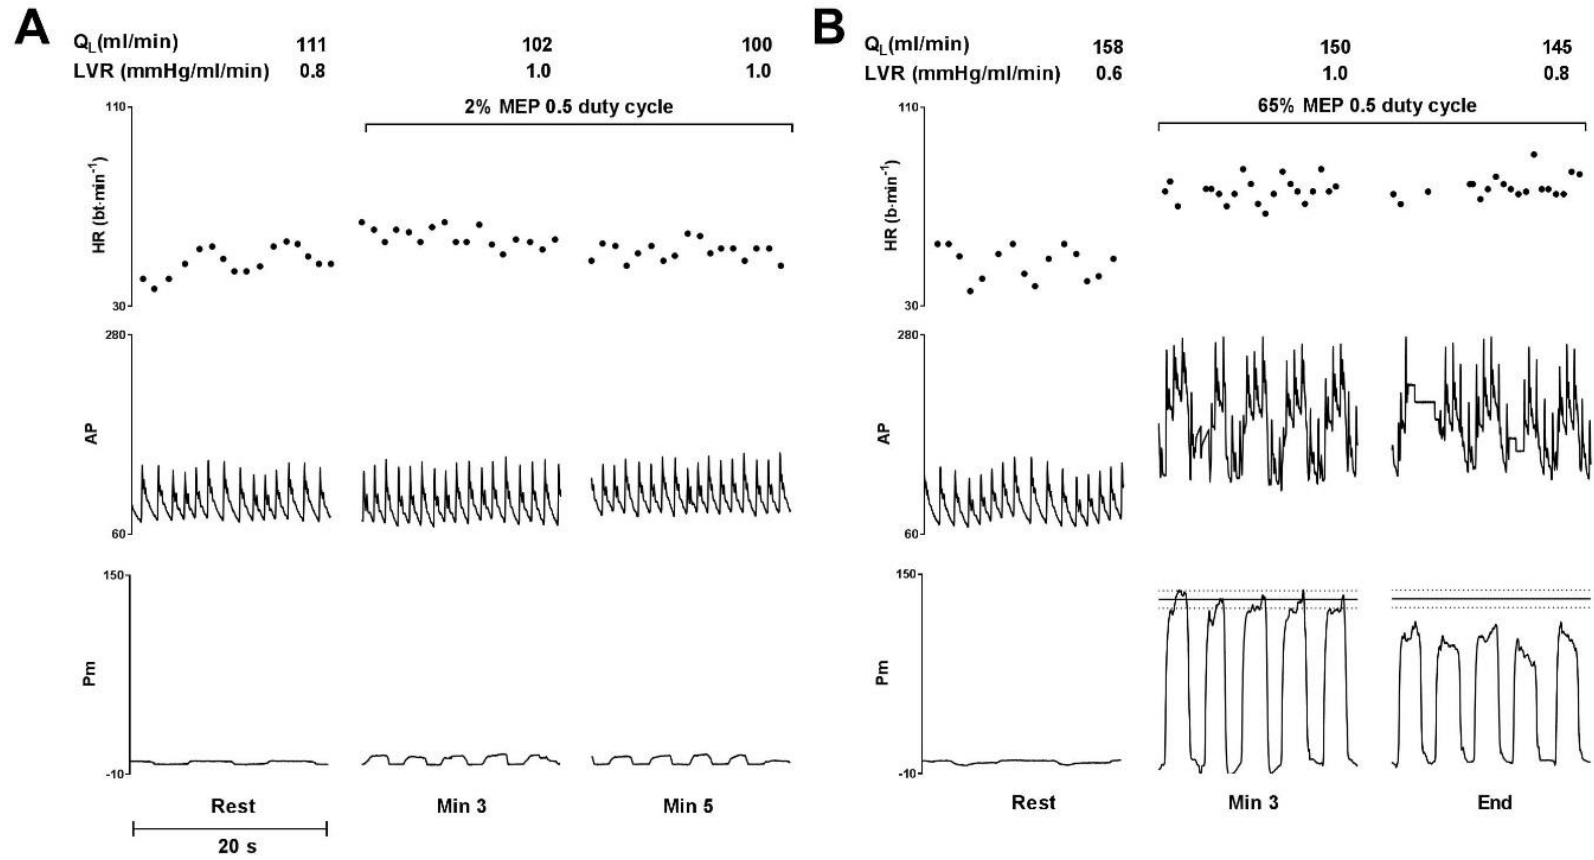 A
Q_L(ml/min) 111 102 100
LVR (mmHg/ml/min) 0.8 1.0 1.0
2% MEP 0.5 duty cycle
110
HR (bt·min⁻¹)
30
280
AP
60
150
Pm
-10
Rest Min 3 Min 5
20 s
B
Q_L(ml/min) 158 150 145
LVR (mmHg/ml/min) 0.6 1.0 0.8
65% MEP 0.5 duty cycle
110
HR (b·min⁻¹)
30
280
AP
60
150
Pm
-10
Rest Min 3 End